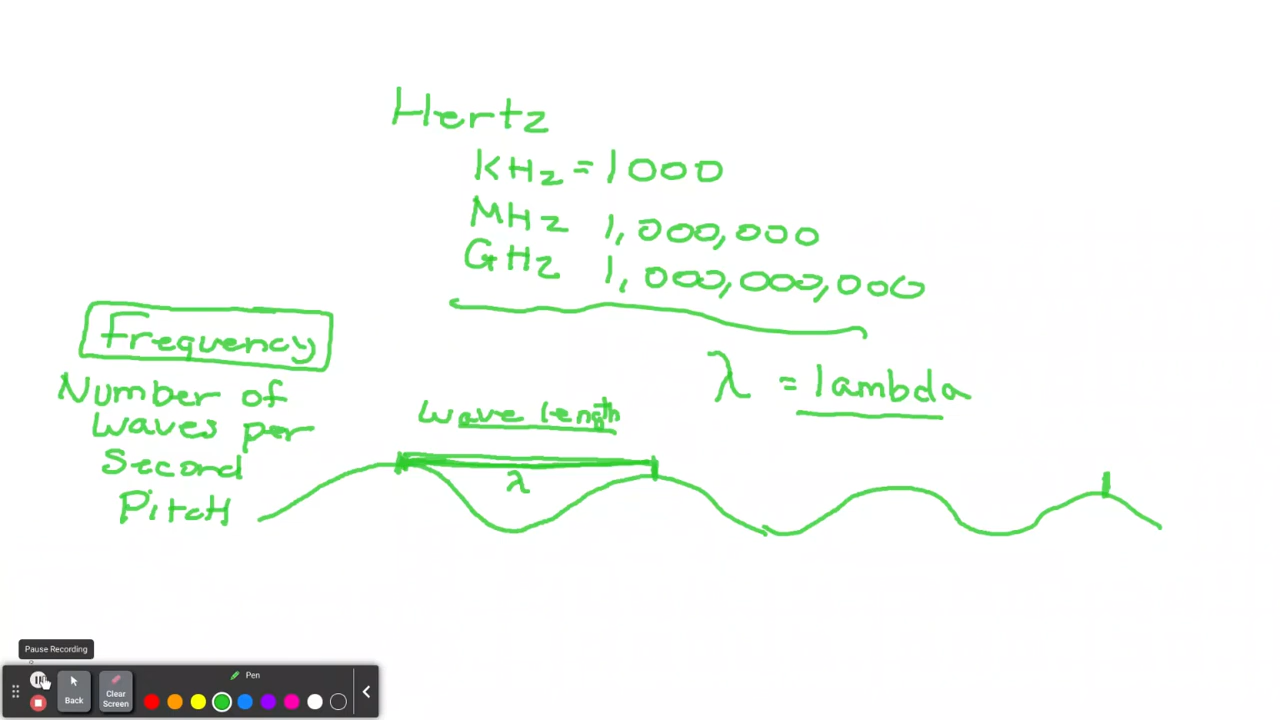 Hertz
KHz = 1000
MHz 1,000,000
GHz 1,000,000,000
λ = lambda
Frequency
Number of
waves per
Second
PitcH
wave length
λ
Pause Recording
Pen
Back
Clear
Screen